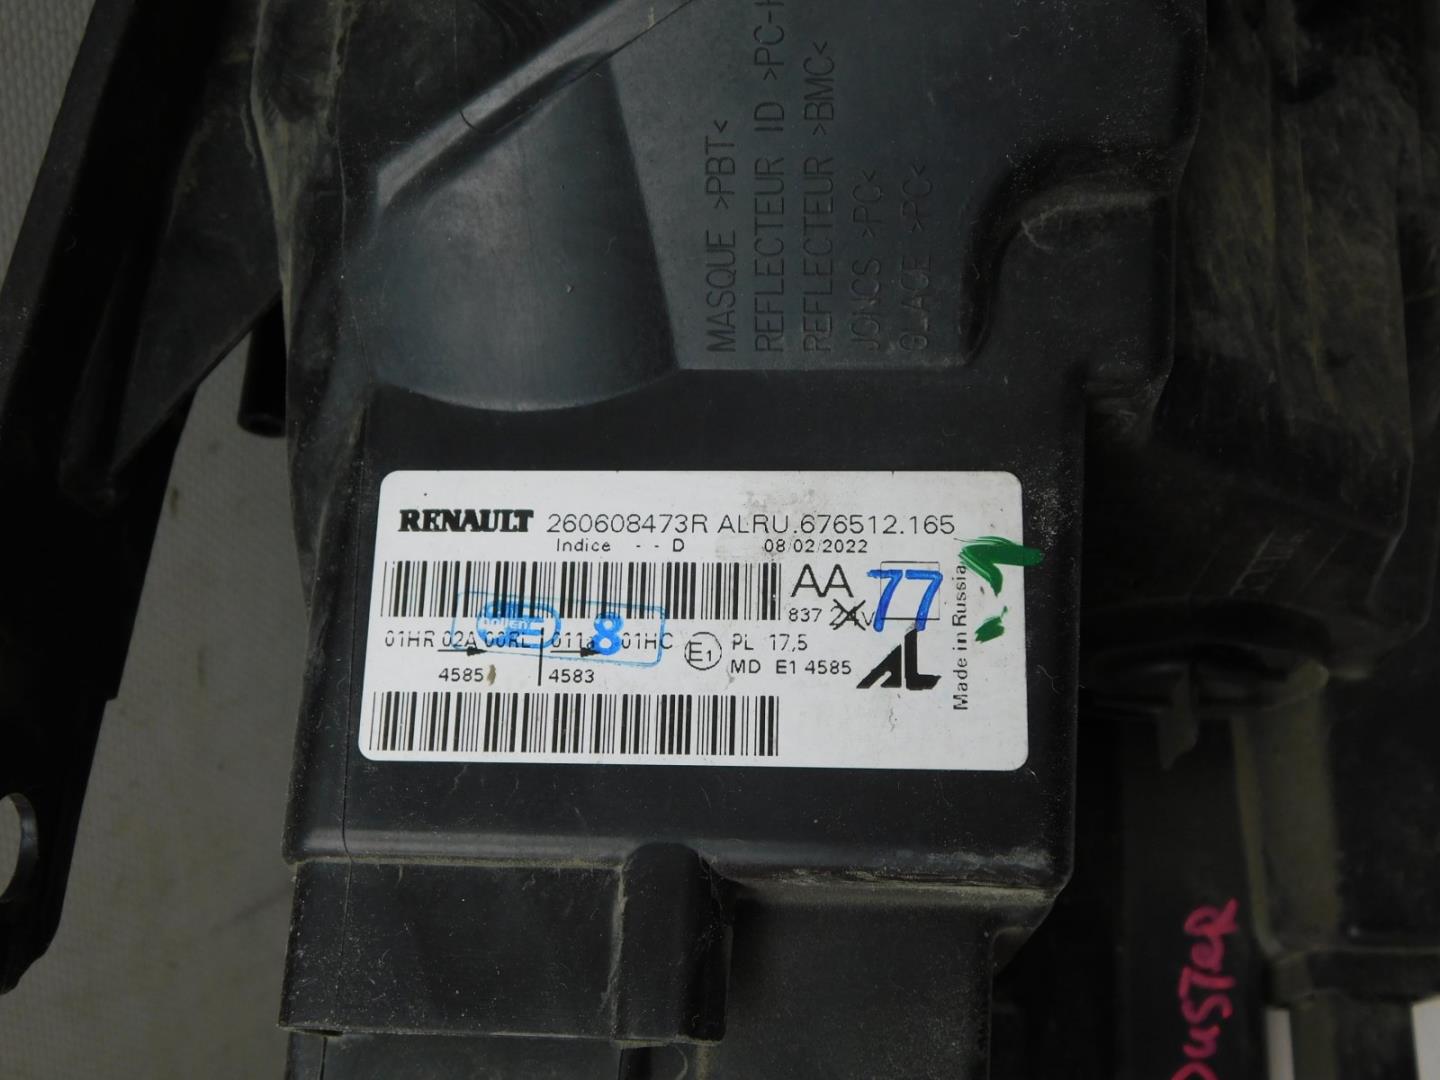 MASQUE >PBT<
REFLECTEUR ID >PC-
REFLECTEUR >BMC<
JONCS >PC<
GLACE >PC<
RENAULT 260608473R ALRU.676512.165
Indice - - D 08/02/2022
AA 77
837 24V
01HR 02A 00RL 011a 8 01HC E1 PL 17,5
4585 4583 MD E1 4585
AL
Made in Russia
DUSTER